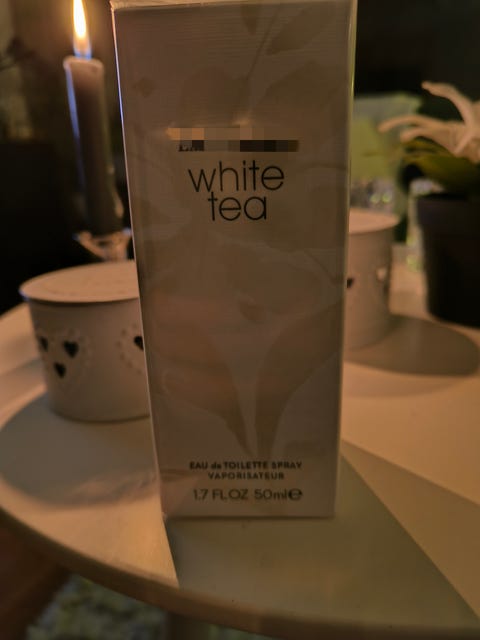 white
tea
EAU de TOILETTE SPRAY
VAPORISATEUR
1.7 FL OZ 50ml℮